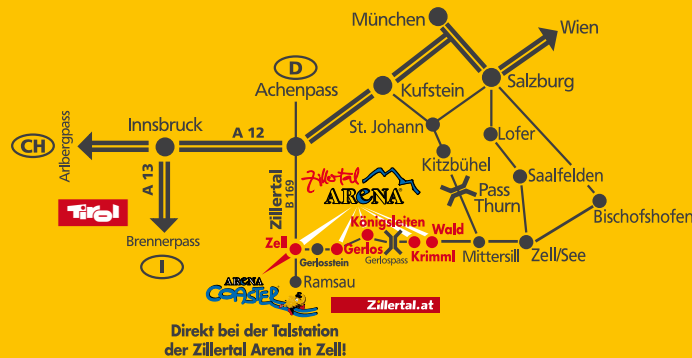 München
Wien
D
Achenpass
Kufstein
Salzburg
CH
Arlbergpass
Innsbruck
A 12
St. Johann
Lofer
A 13
Zillertal
B 169
Kitzbühel
Saalfelden
Zillertal
ARENA
Pass
Thurn
Tirol
Bischofshofen
Königsleiten
Wald
Brennerpass
Zell
Gerlosstein
Gerlos
Gerlospass
Krimml
Mittersill
Zell/See
I
Ramsau
ARENA
COASTER
Zillertal.at
Direkt bei der Talstation
der Zillertal Arena in Zell!